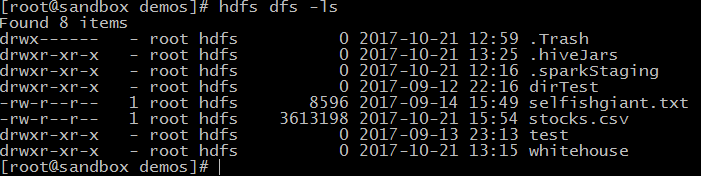 [root@sandbox demos]# hdfs dfs -ls
Found 8 items
drwx------   - root hdfs          0 2017-10-21 12:59 .Trash
drwxr-xr-x   - root hdfs          0 2017-10-21 13:25 .hiveJars
drwxr-xr-x   - root hdfs          0 2017-10-21 12:16 .sparkStaging
drwxr-xr-x   - root hdfs          0 2017-09-12 22:16 dirTest
-rw-r--r--   1 root hdfs       8596 2017-09-14 15:49 selfishgiant.txt
-rw-r--r--   1 root hdfs    3613198 2017-10-21 15:54 stocks.csv
drwxr-xr-x   - root hdfs          0 2017-09-13 23:13 test
drwxr-xr-x   - root hdfs          0 2017-10-21 13:15 whitehouse
[root@sandbox demos]#